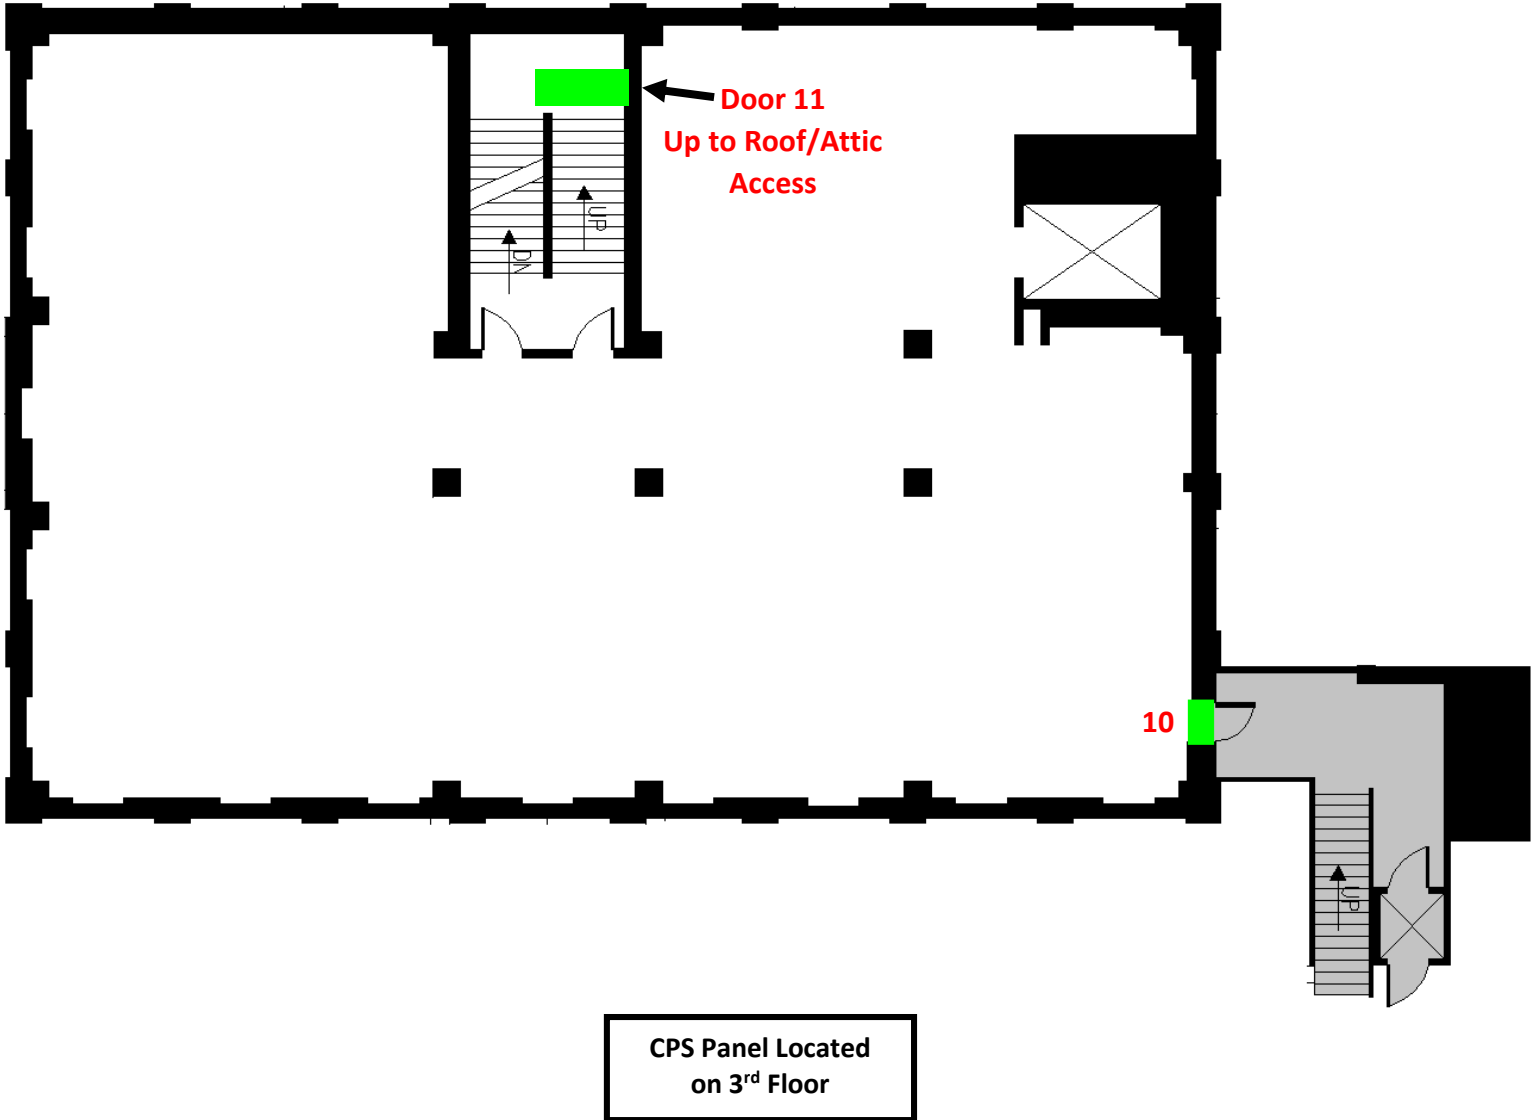 Door 11
Up to Roof/Attic
Access
UP
DN
10
UP
CPS Panel Located
on 3rd Floor